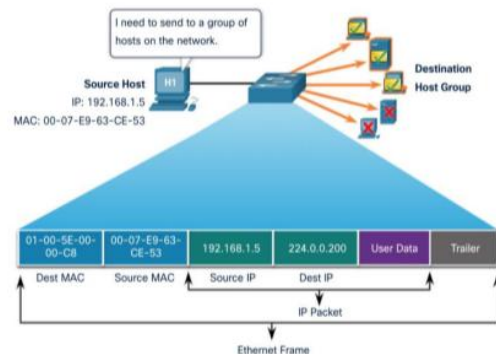 I need to send to a group of
hosts on the network.
H1
Source Host
IP: 192.168.1.5
MAC: 00-07-E9-63-CE-53
Destination
Host Group
01-00-5E-00-
00-C8
00-07-E9-63-
CE-53
192.168.1.5
224.0.0.200
User Data
Trailer
Dest MAC
Source MAC
Source IP
Dest IP
IP Packet
Ethernet Frame